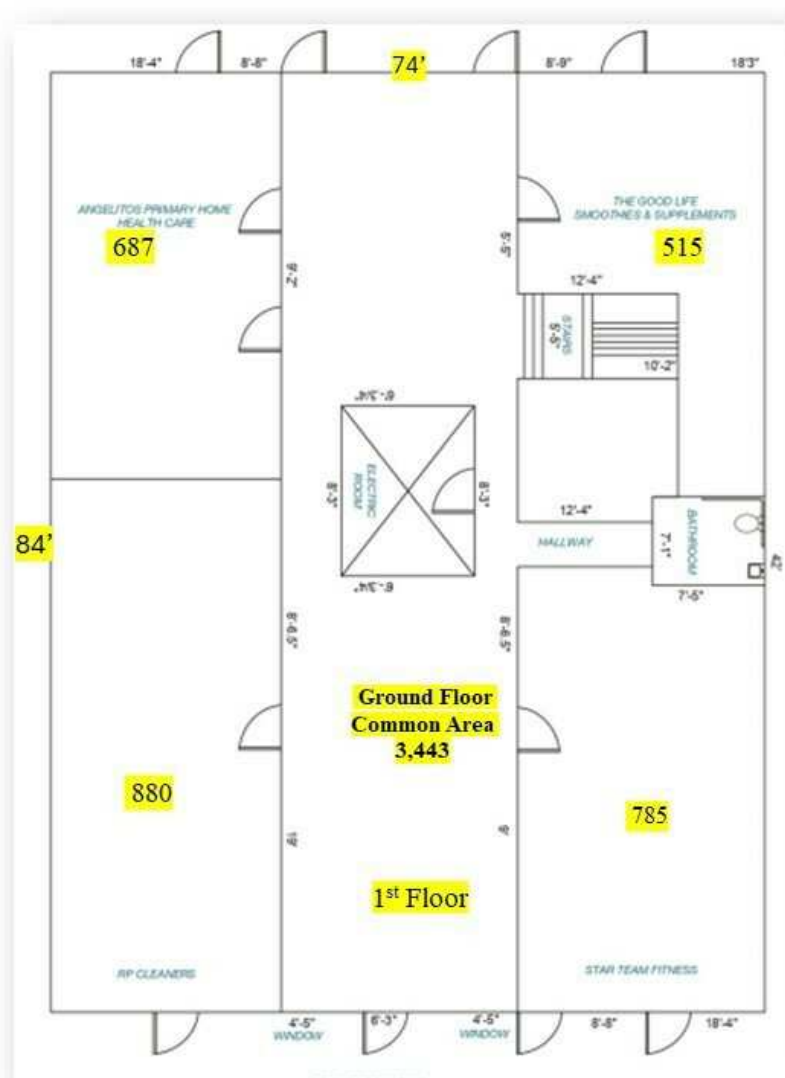 18'-4"
8'-8"
74'
8'-9"
18'3"
ANGELITOS PRIMARY HOME
HEALTH CARE
687
THE GOOD LIFE
SMOOTHIES & SUPPLEMENTS
515
9'-2"
5'-5"
12'-4"
STAIRS
5'-5"
10'-2"
6'-3/4"
8'-3"
ELECTRIC
ROOM
8'-3"
6'-3/4"
12'-4"
HALLWAY
7'-1"
BATHROOM
7'-5"
42'
84'
8'-6.5"
8'-6.5"
Ground Floor
Common Area
3,443
880
785
19'
9'
1st Floor
RP CLEANERS
STAR TEAM FITNESS
4'-5"
WINDOW
6'-3"
4'-5"
WINDOW
8'-8"
18'-4"